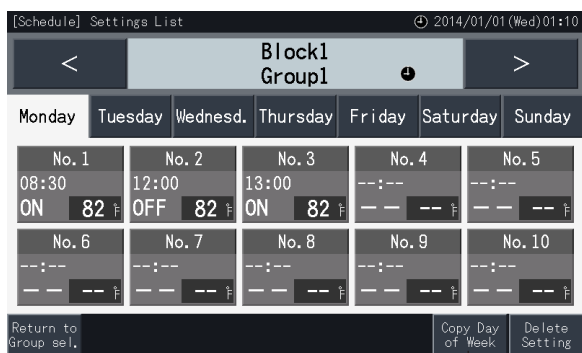 [Schedule] Settings List 2014/01/01(Wed)01:10
< Block1 >
Group1
Monday Tuesday Wednesd. Thursday Friday Saturday Sunday
No.1 No.2 No.3 No.4 No.5
08:30 12:00 13:00 --:-- --:--
ON 82 °F OFF 82 °F ON 82 °F -- -- °F -- -- °F
No.6 No.7 No.8 No.9 No.10
--:-- --:-- --:-- --:-- --:--
-- -- °F -- -- °F -- -- °F -- -- °F -- -- °F
Return to Copy Day Delete
Group sel. of Week Setting